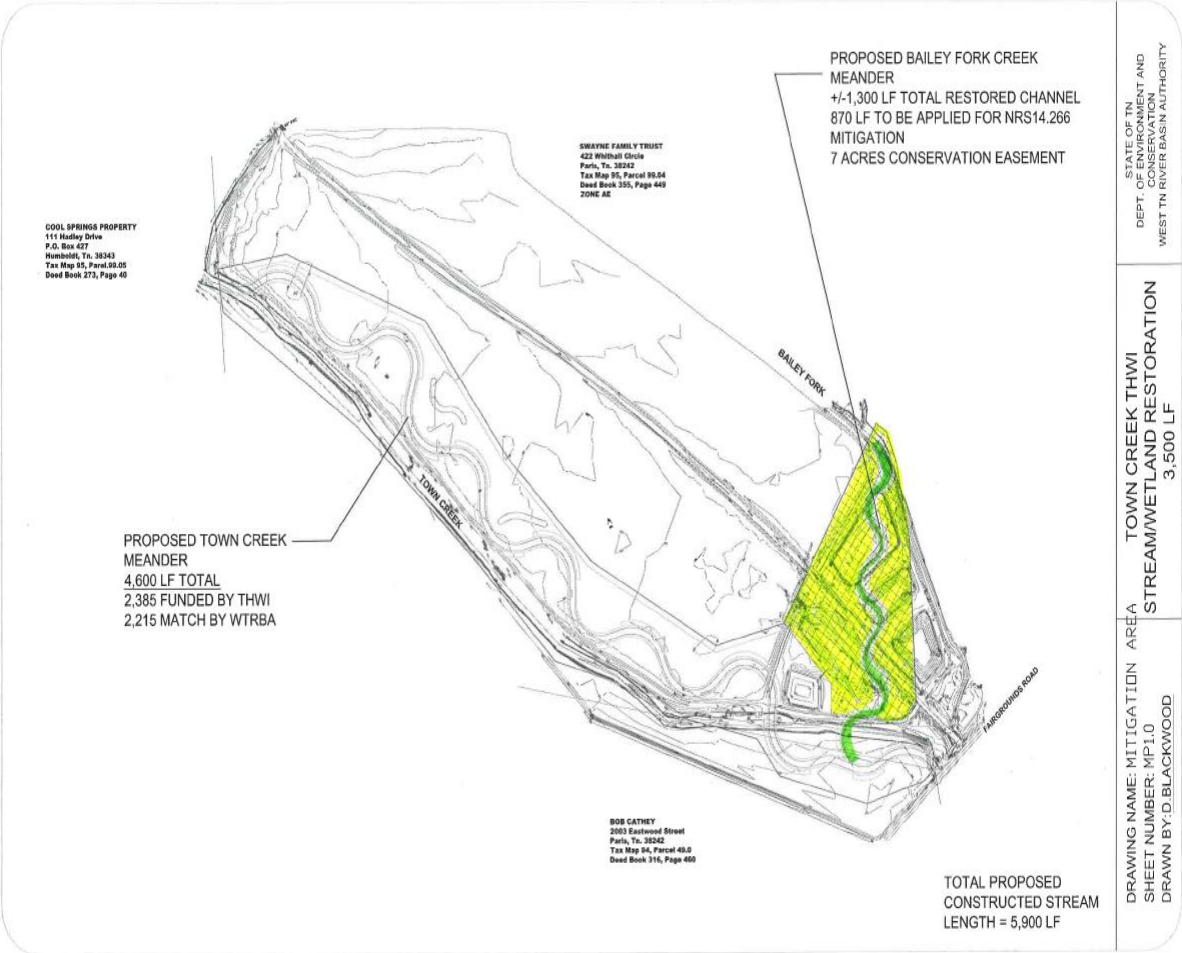 PROPOSED BAILEY FORK CREEK
MEANDER
+/-1,300 LF TOTAL RESTORED CHANNEL
870 LF TO BE APPLIED FOR NRS14.266
MITIGATION
7 ACRES CONSERVATION EASEMENT
SWAYNE FAMILY TRUST
422 Whithall Circle
Paris, Tn. 38242
Tax Map 95, Parcel 99.04
Deed Book 355, Page 449
ZONE AE
COOL SPRINGS PROPERTY
111 Hadley Drive
P.O. Box 427
Humboldt, Tn. 38343
Tax Map 95, Parel.99.05
Deed Book 273, Page 40
BAILEY FORK
TOWN CREEK
PROPOSED TOWN CREEK
MEANDER
4,600 LF TOTAL
2,385 FUNDED BY THWI
2,215 MATCH BY WTRBA
FAIRGROUNDS ROAD
BOB CATHEY
2003 Eastwood Street
Paris, Tn. 38242
Tax Map 94, Parcel 49.0
Deed Book 316, Page 460
TOTAL PROPOSED
CONSTRUCTED STREAM
LENGTH = 5,900 LF
STATE OF TN
DEPT. OF ENVIRONMENT AND
CONSERVATION
WEST TN RIVER BASIN AUTHORITY
TOWN CREEK THWI
STREAM/WETLAND RESTORATION
3,500 LF
DRAWING NAME: MITIGATION AREA
SHEET NUMBER: MP1.0
DRAWN BY: D.BLACKWOOD